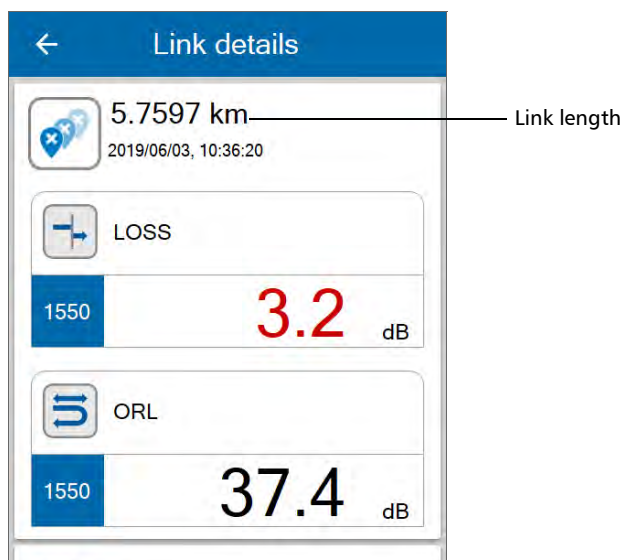 Link details
5.7597 km
Link length
2019/06/03, 10:36:20
LOSS
1550
3.2 dB
ORL
1550
37.4 dB